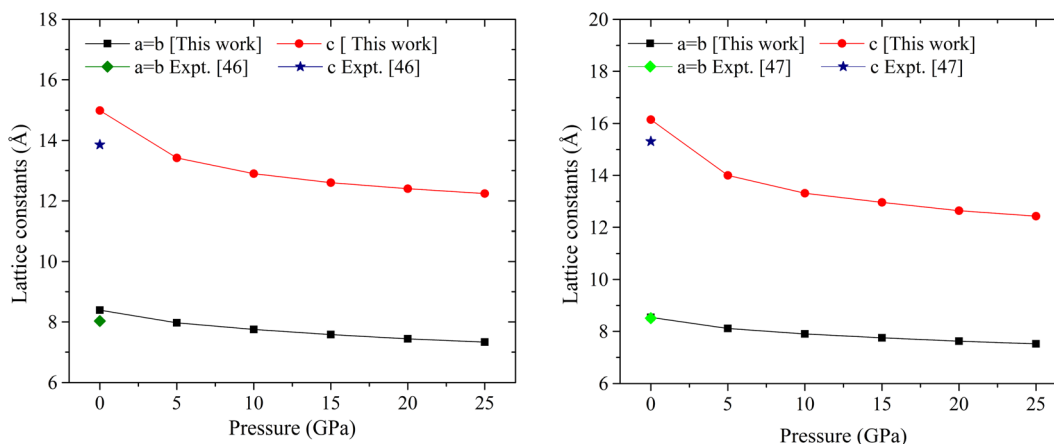 18
16
14
12
10
8
6
Lattice constants (Å)
a=b [This work]
c [ This work]
a=b Expt. [46]
c Expt. [46]
0 5 10 15 20 25
Pressure (GPa)
20
18
16
14
12
10
8
6
Lattice constants (Å)
a=b [This work]
c [This work]
a=b Expt. [47]
c Expt. [47]
0 5 10 15 20 25
Pressure (GPa)